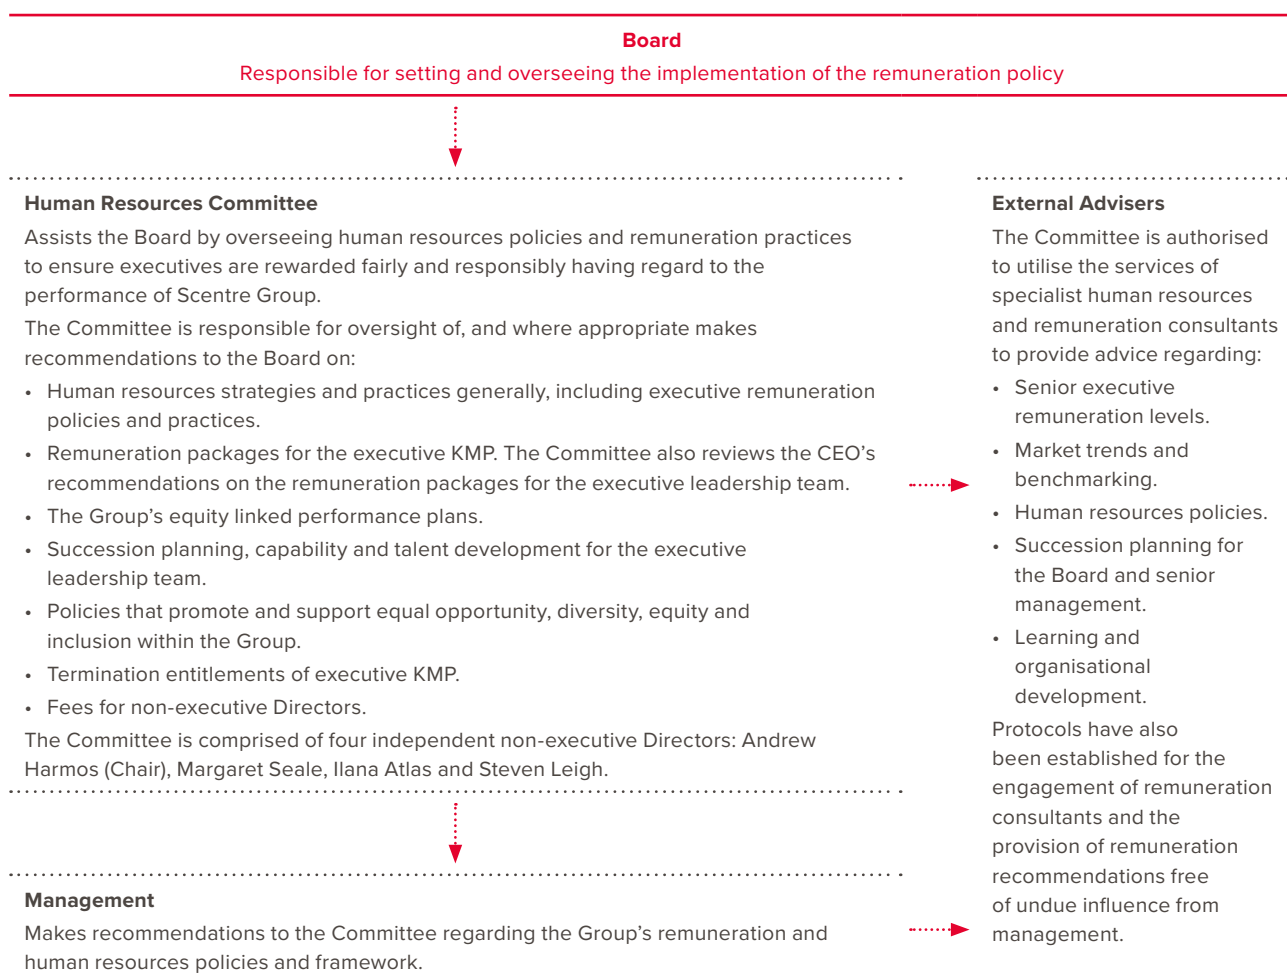 Board
Responsible for setting and overseeing the implementation of the remuneration policy
Human Resources Committee
Assists the Board by overseeing human resources policies and remuneration practices
to ensure executives are rewarded fairly and responsibly having regard to the
performance of Scentre Group.
The Committee is responsible for oversight of, and where appropriate makes
recommendations to the Board on:
• Human resources strategies and practices generally, including executive remuneration
policies and practices.
• Remuneration packages for the executive KMP. The Committee also reviews the CEO’s
recommendations on the remuneration packages for the executive leadership team.
• The Group’s equity linked performance plans.
• Succession planning, capability and talent development for the executive
leadership team.
• Policies that promote and support equal opportunity, diversity, equity and
inclusion within the Group.
• Termination entitlements of executive KMP.
• Fees for non-executive Directors.
The Committee is comprised of four independent non-executive Directors: Andrew
Harmos (Chair), Margaret Seale, Ilana Atlas and Steven Leigh.
Management
Makes recommendations to the Committee regarding the Group’s remuneration and
human resources policies and framework.
External Advisers
The Committee is authorised
to utilise the services of
specialist human resources
and remuneration consultants
to provide advice regarding:
• Senior executive
remuneration levels.
• Market trends and
benchmarking.
• Human resources policies.
• Succession planning for
the Board and senior
management.
• Learning and
organisational
development.
Protocols have also
been established for the
engagement of remuneration
consultants and the
provision of remuneration
recommendations free
of undue influence from
management.